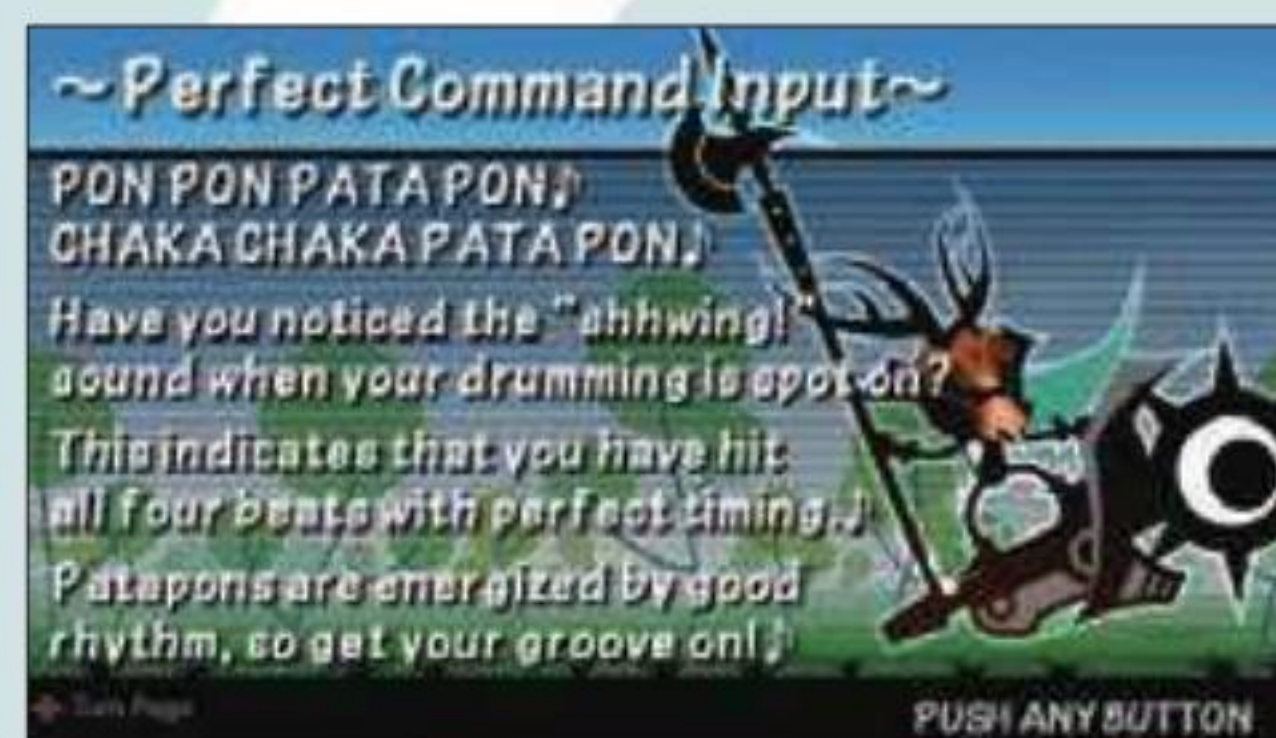 ~Perfect Command Input~
PON PON PATA PON♪
CHAKA CHAKA PATA PON♪
Have you noticed the "shhwing!"
sound when your drumming is spot on?
This indicates that you have hit
all four beats with perfect timing.♪
Patapons are energized by good
rhythm, so get your groove on!♪
Turn Page
PUSH ANY BUTTON